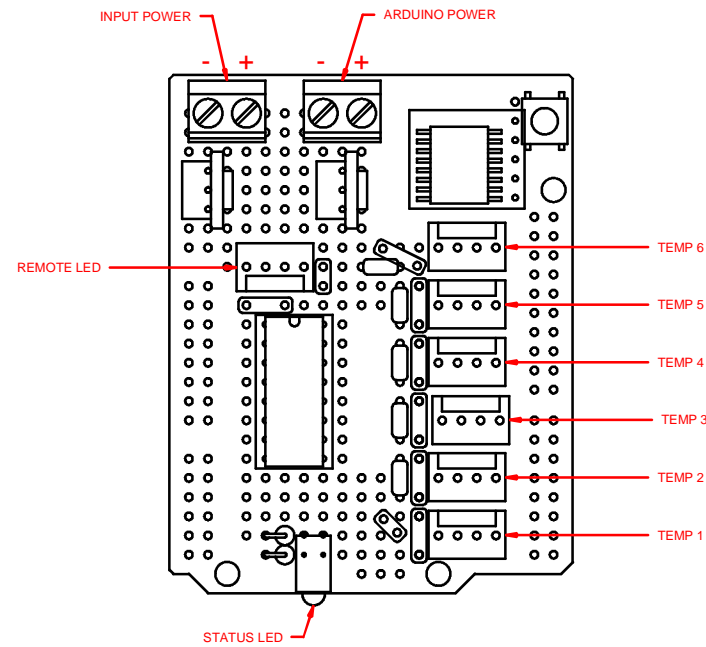 INPUT POWER
ARDUINO POWER
- +
- +
TEMP 6
REMOTE LED
TEMP 5
TEMP 4
TEMP 3
TEMP 2
TEMP 1
STATUS LED